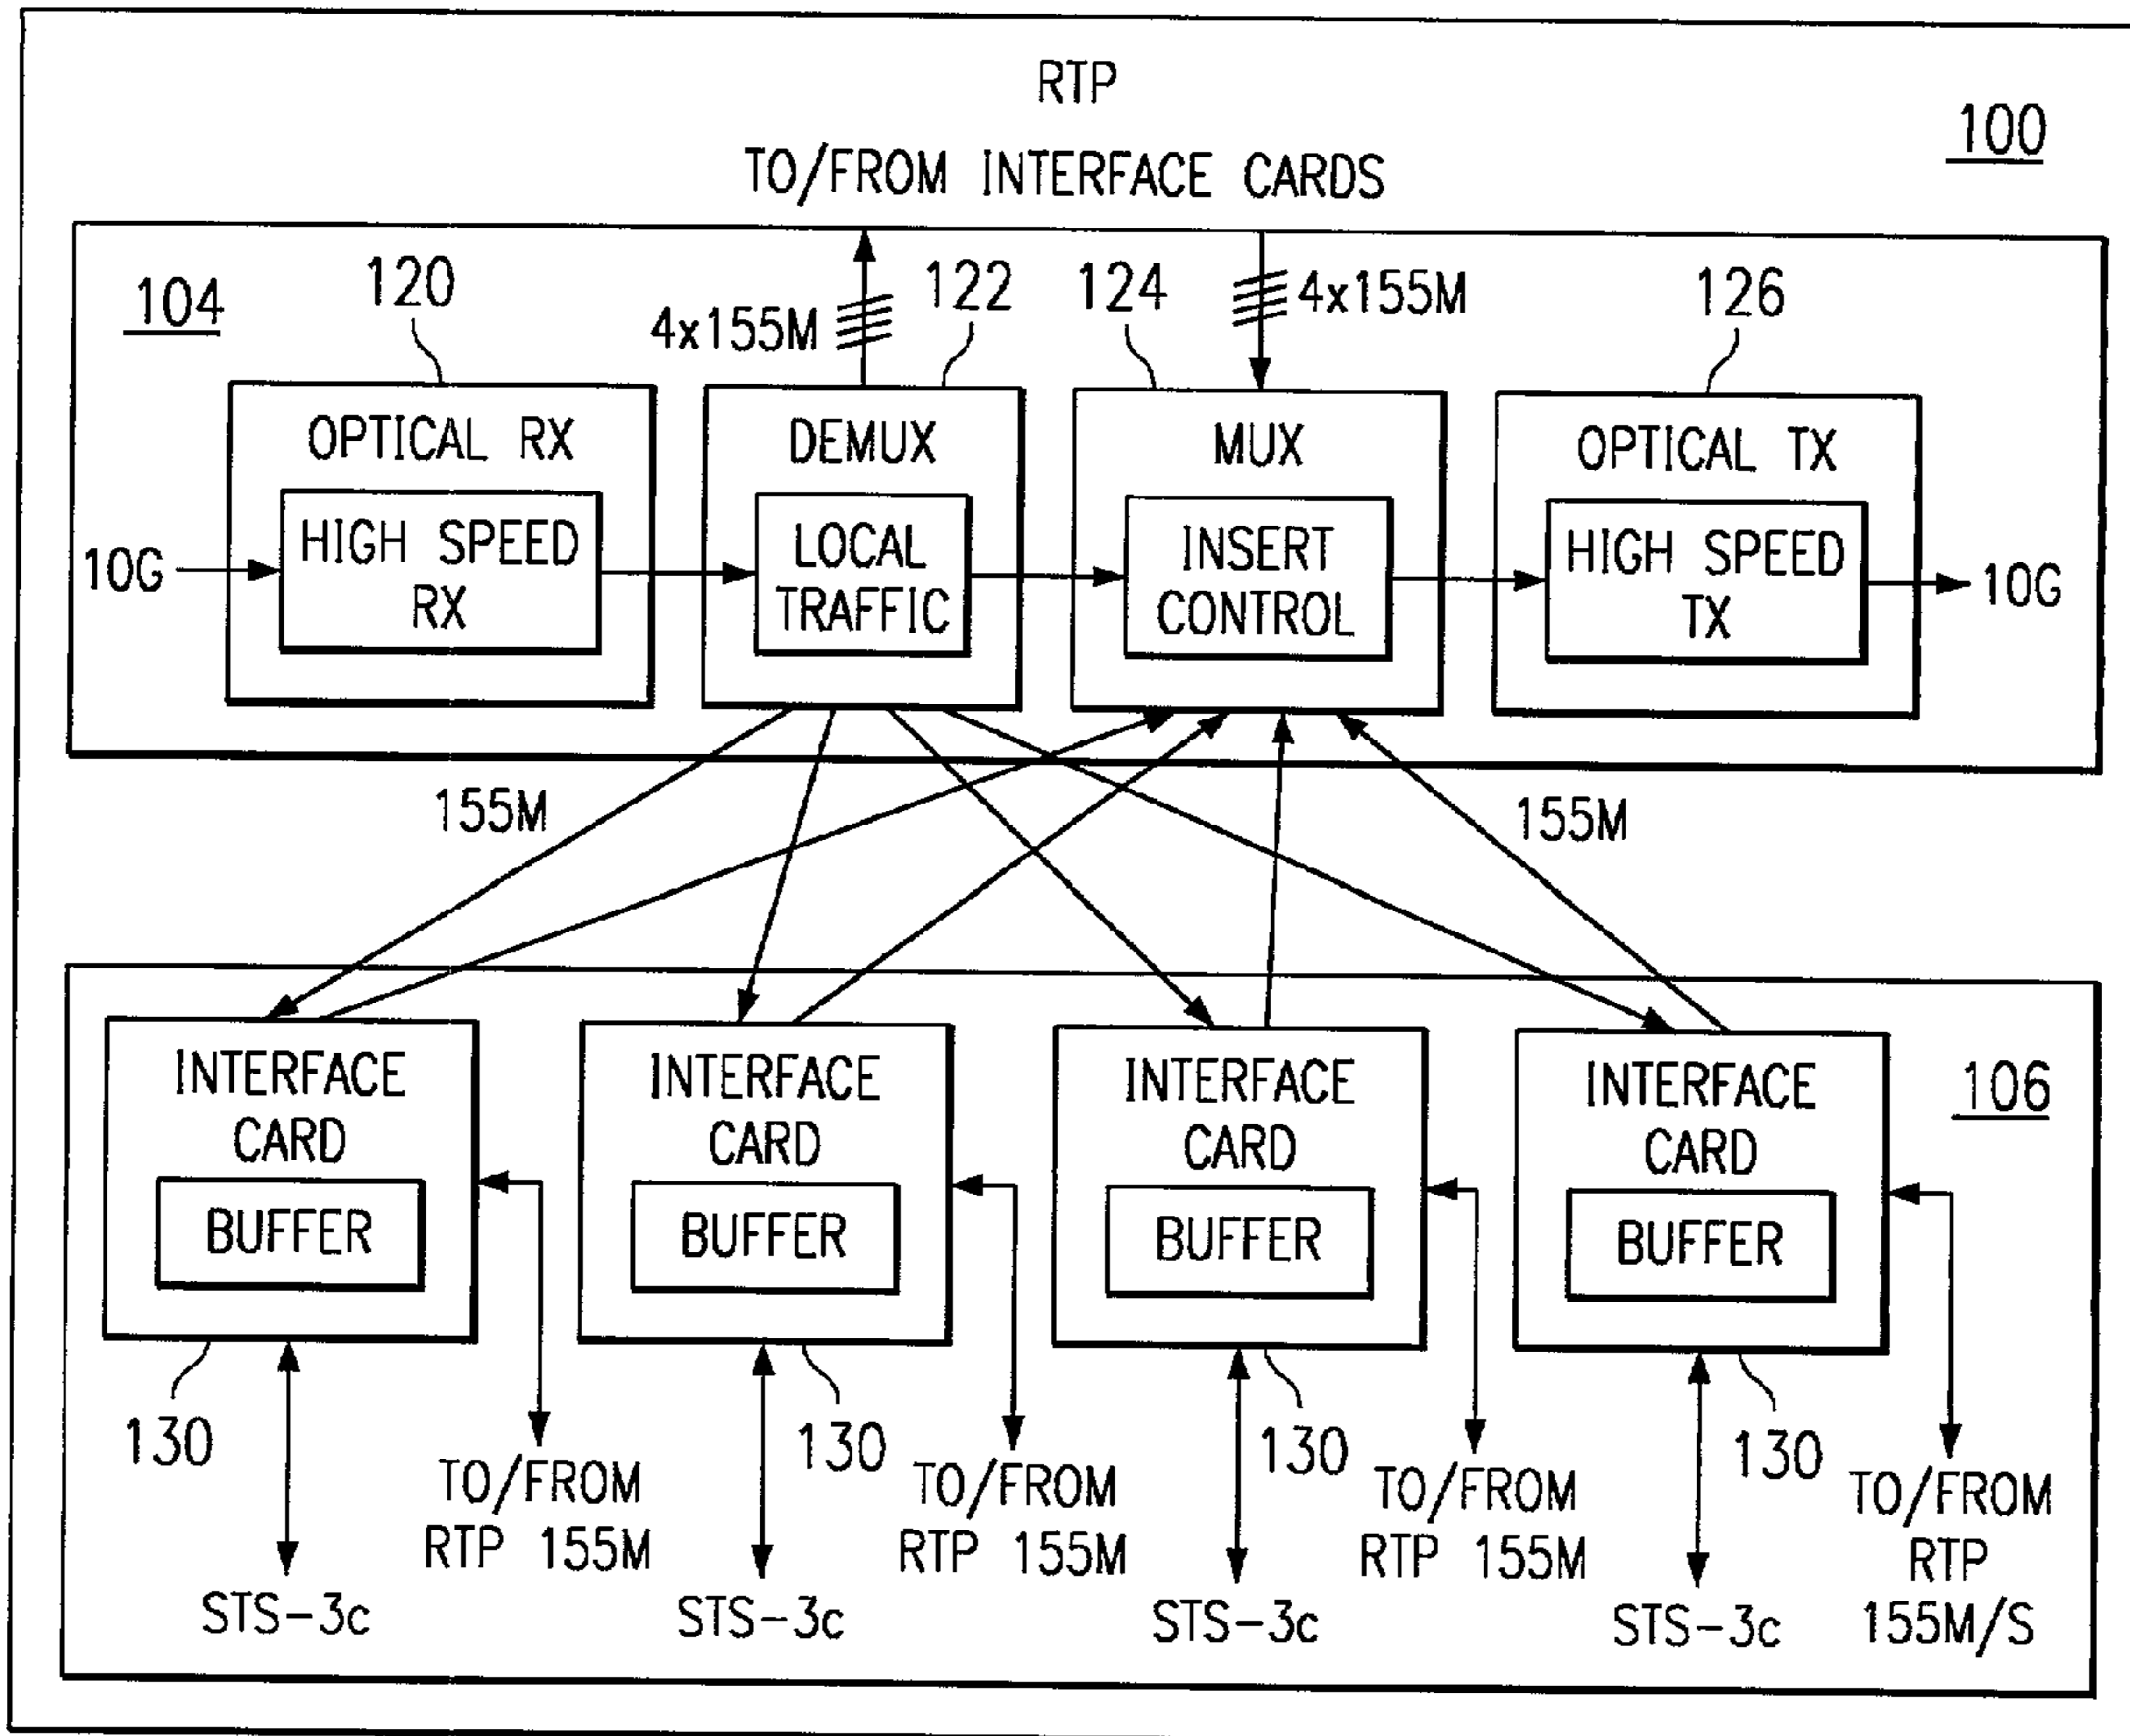 RTP
100
TO/FROM INTERFACE CARDS
104
120
4x155M
122
124
4x155M
126
OPTICAL RX
HIGH SPEED
RX
DEMUX
LOCAL
TRAFFIC
MUX
INSERT
CONTROL
OPTICAL TX
HIGH SPEED
TX
10G
10G
155M
155M
106
INTERFACE
CARD
BUFFER
INTERFACE
CARD
BUFFER
INTERFACE
CARD
BUFFER
INTERFACE
CARD
BUFFER
130
TO/FROM
RTP 155M
STS-3c
130
TO/FROM
RTP 155M
STS-3c
130
TO/FROM
RTP 155M
STS-3c
130
TO/FROM
RTP
155M/S
STS-3c